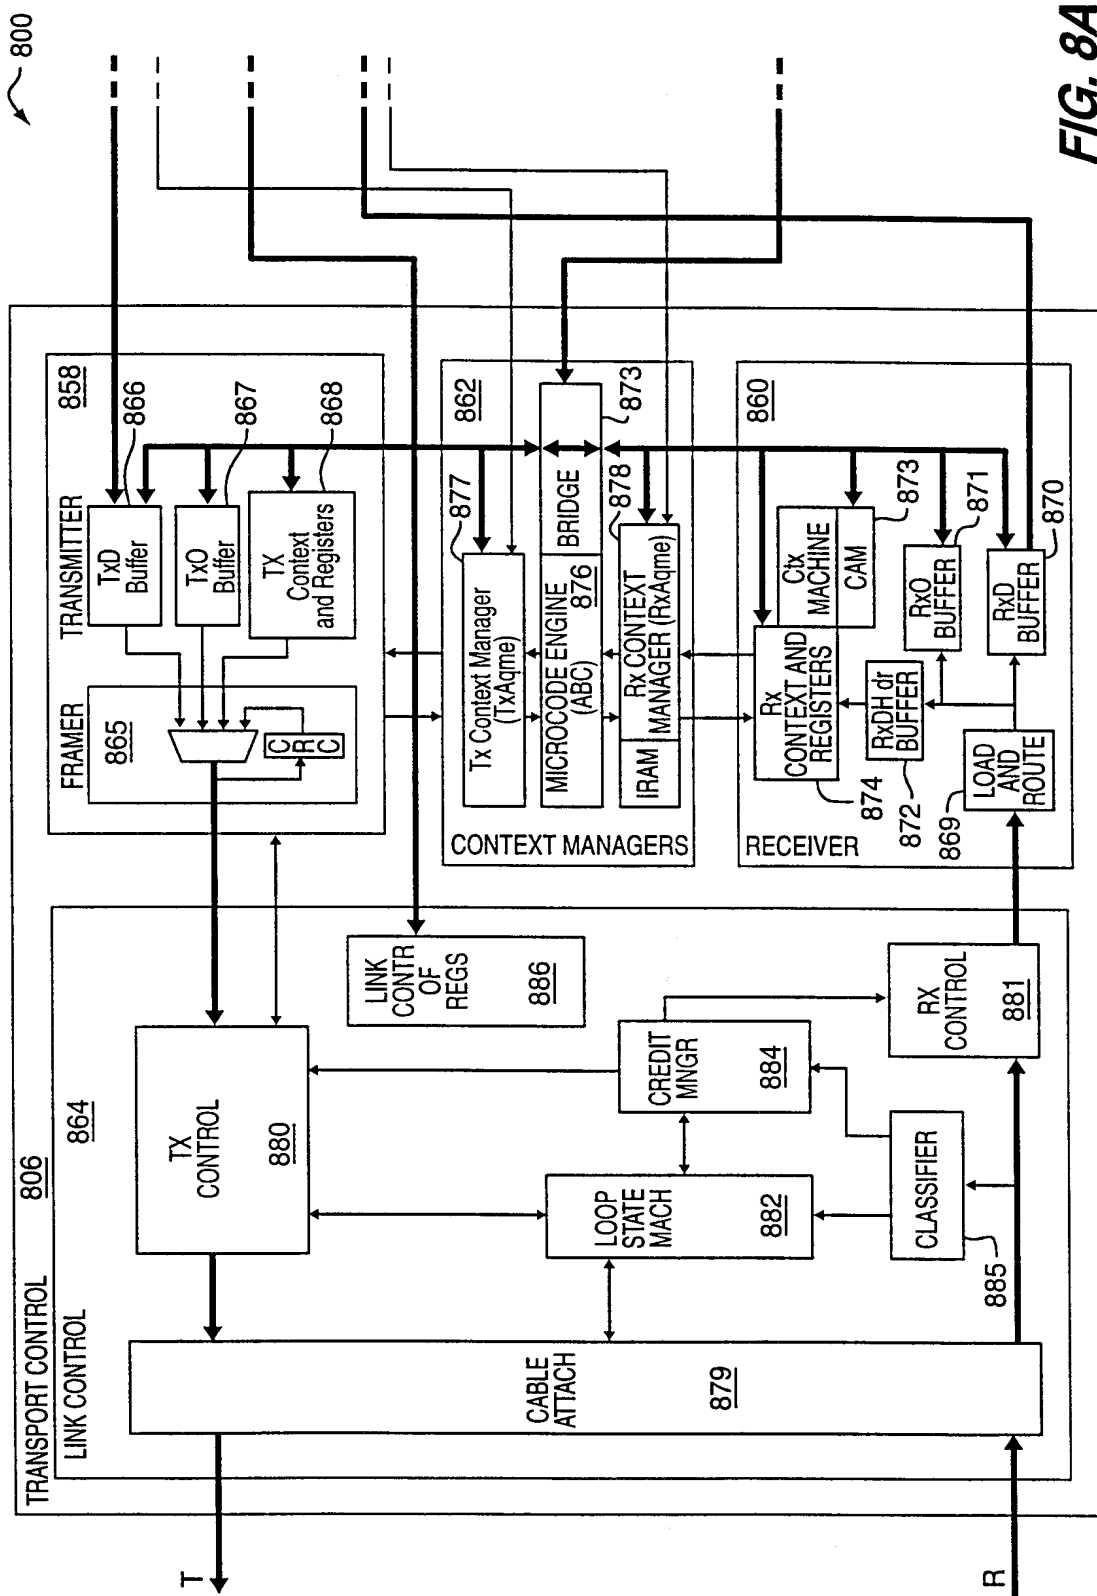 800
TRANSPORT CONTROL 806
LINK CONTROL 864
T
R
CABLE
ATTACH
879
TX
CONTROL
880
LOOP
STATE
MACH
882
CREDIT
MNGR
884
CLASSIFIER
885
LINK
CONTR
OF
REGS
886
RX
CONTROL
881
FRAMER
865
C
R
C
TRANSMITTER
858
TxD
Buffer
866
TxO
Buffer
867
TX
Context
and Registers
868
CONTEXT MANAGERS
862
Tx Context Manager
(TxAqme)
877
MICROCODE ENGINE
(ABC)
876
BRIDGE
873
IRAM
Rx CONTEXT
MANAGER (RxAqme)
878
RECEIVER
860
Rx
CONTEXT AND
REGISTERS
874
Ctx
MACHINE
CAM
873
RxDH dr
BUFFER
872
RxO
BUFFER
871
LOAD
AND
ROUTE
869
RxD
BUFFER
870
FIG. 8A